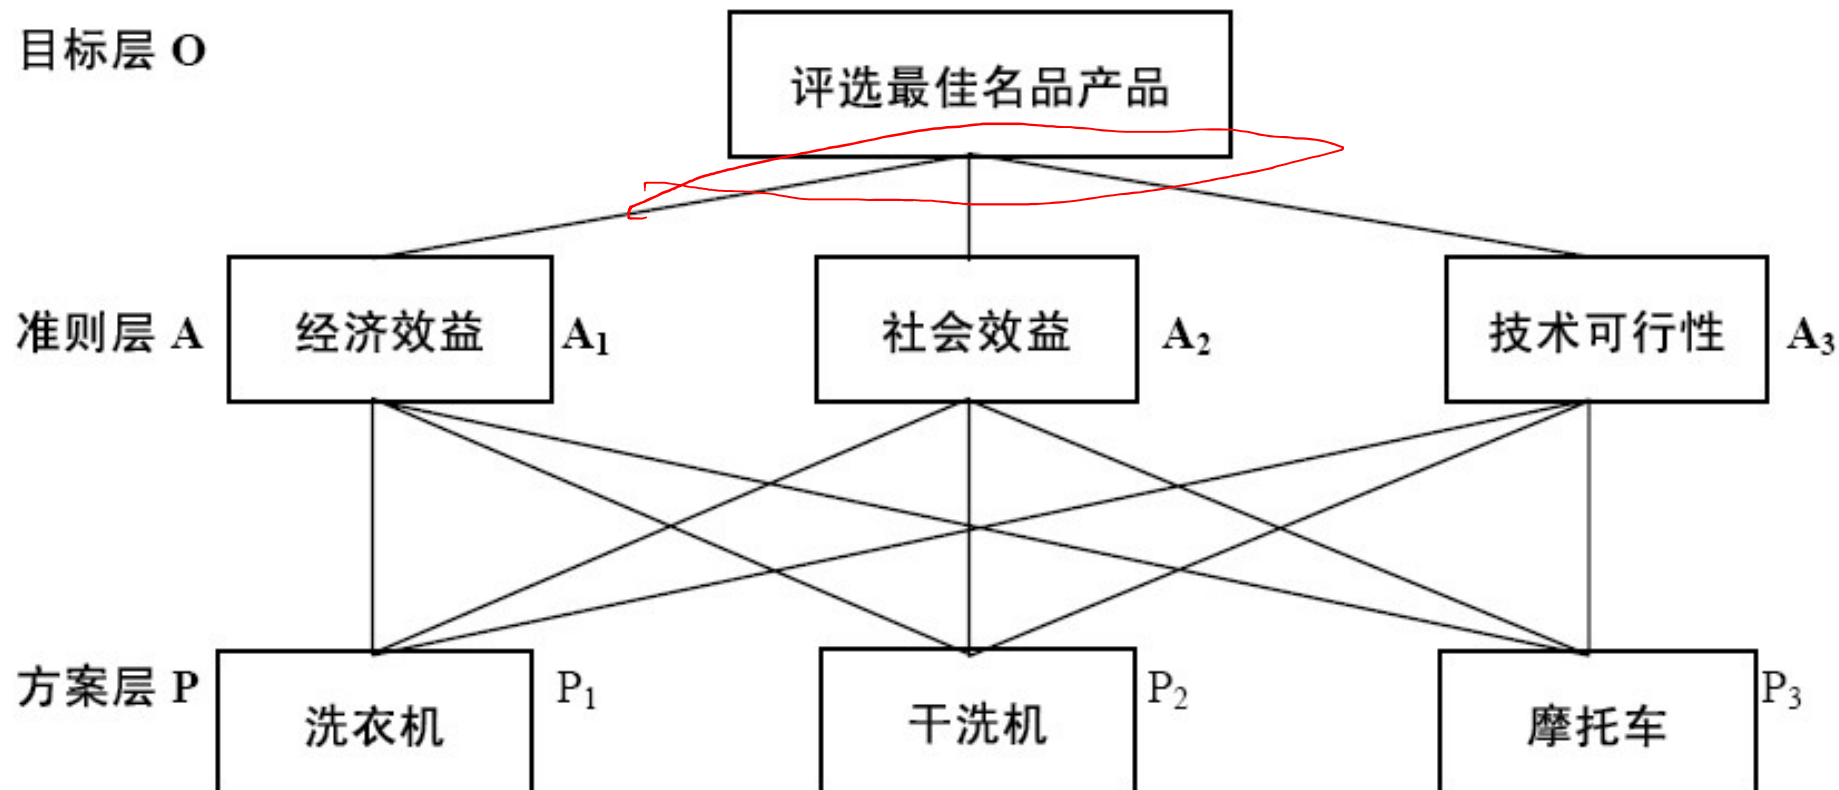 目标层 O
评选最佳名品产品
准则层 A 经济效益 A₁ 社会效益 A₂ 技术可行性 A₃
方案层 P 洗衣机 P₁ 干洗机 P₂ 摩托车 P₃